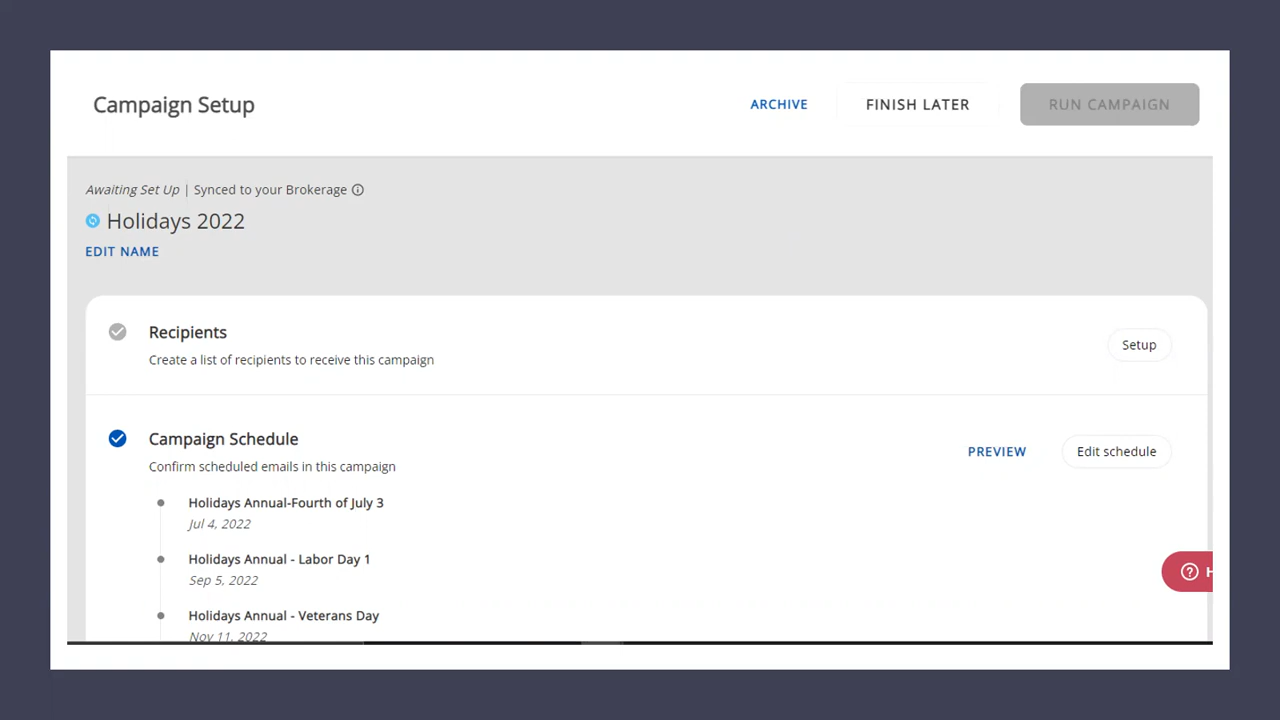 Campaign Setup
ARCHIVE
FINISH LATER
RUN CAMPAIGN
Awaiting Set Up | Synced to your Brokerage
Holidays 2022
EDIT NAME
Recipients
Create a list of recipients to receive this campaign
Setup
Campaign Schedule
Confirm scheduled emails in this campaign
PREVIEW
Edit schedule
Holidays Annual-Fourth of July 3
Jul 4, 2022
Holidays Annual - Labor Day 1
Sep 5, 2022
Holidays Annual - Veterans Day
Nov 11, 2022